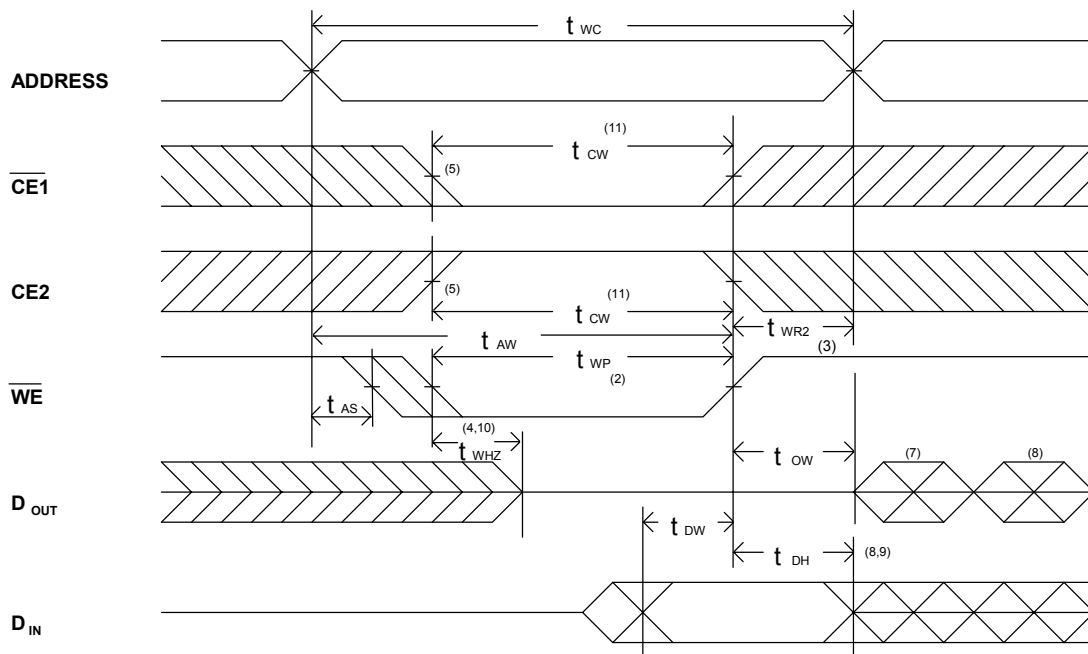 t WC
ADDRESS
(11)
t CW
CE1
(5)
CE2
(5)
(11)
t CW
t WR2
t AW
t WP
(3)
WE
(2)
t AS
(4,10)
t WHZ
t OW
(7)
(8)
D OUT
t DW
t DH
(8,9)
D IN